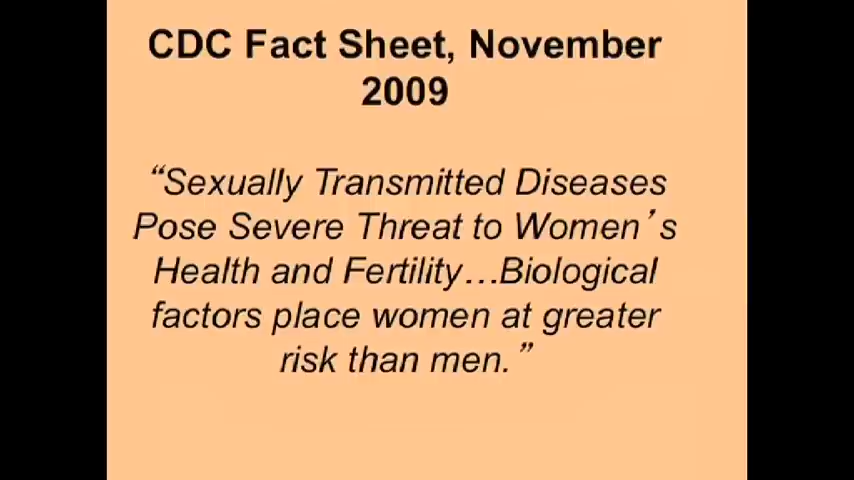 CDC Fact Sheet, November
2009
“Sexually Transmitted Diseases
Pose Severe Threat to Women’s
Health and Fertility…Biological
factors place women at greater
risk than men.”